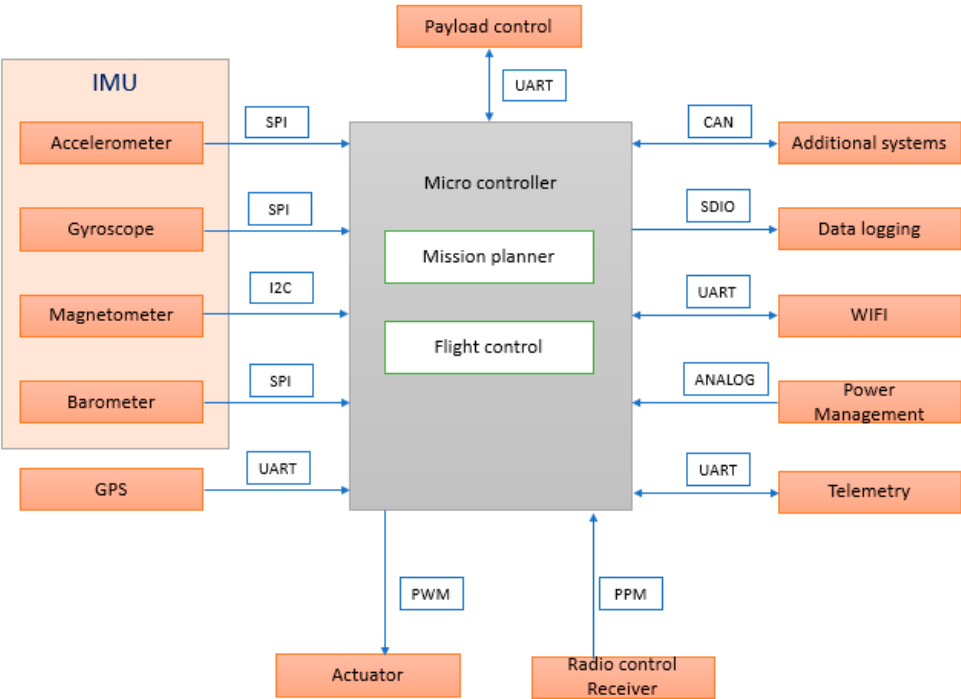 Payload control
UART
IMU
Accelerometer
SPI
Gyroscope
SPI
Magnetometer
I2C
Barometer
SPI
GPS
UART
Micro controller
Mission planner
Flight control
CAN
Additional systems
SDIO
Data logging
UART
WIFI
ANALOG
Power
Management
UART
Telemetry
PWM
Actuator
PPM
Radio control
Receiver